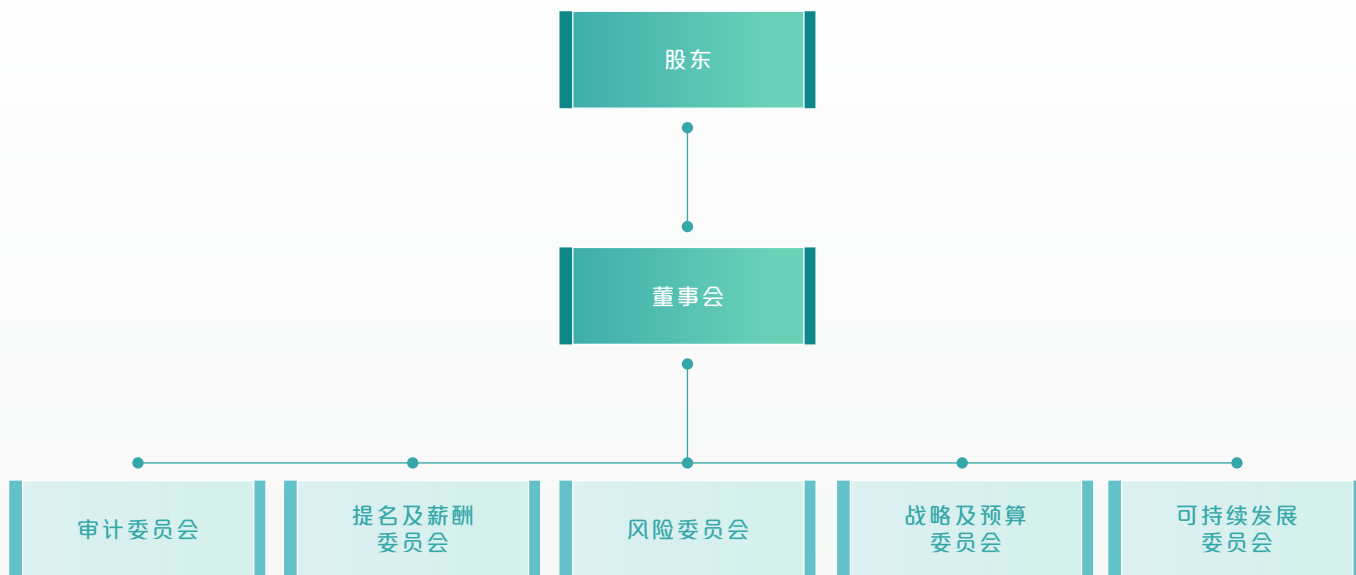 股东
董事会
审计委员会
提名及薪酬
委员会
风险委员会
战略及预算
委员会
可持续发展
委员会